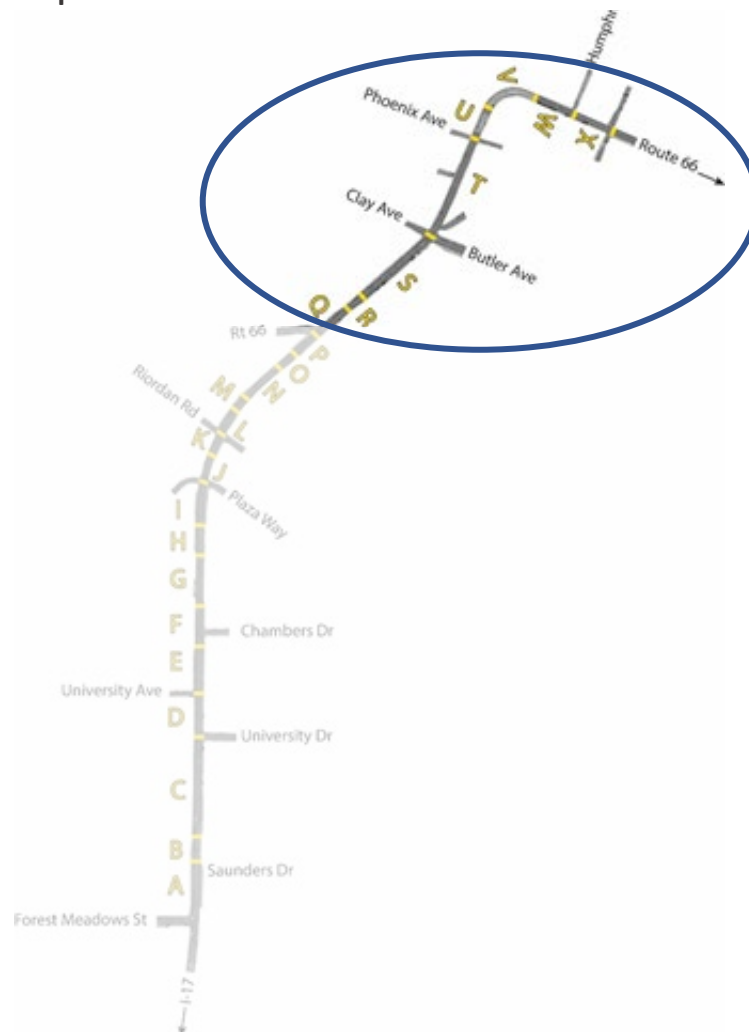 Humphr
V
Phoenix Ave
U
W
X
Route 66
T
Clay Ave
Butler Ave
S
Q
R
Rt 66
P
O
N
M
Riordan Rd
L
K
J
Plaza Way
I
H
G
F
Chambers Dr
E
University Ave
D
University Dr
C
B
Saunders Dr
A
Forest Meadows St
I-17